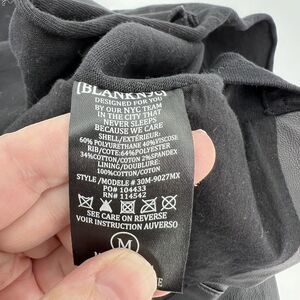 [BLANKNYC]
DESIGNED FOR YOU
BY OUR NYC TEAM
IN THE CITY THAT
NEVER SLEEPS
BECAUSE WE CARE
SHELL/EXTÉRIEUR:
60% POLYURETHANE 40%VISCOSE
RIB/COTE:64%POLYESTER
34%COTTON/COTON 2%SPANDEX
LINING/DOUBLURE:
100%COTTON/COTON
STYLE/MODELE # 30M-9027MX
PO# 104433
RN# 114542
SEE CARE ON REVERSE
VOIR INSTRUCTION AUVERSO
M